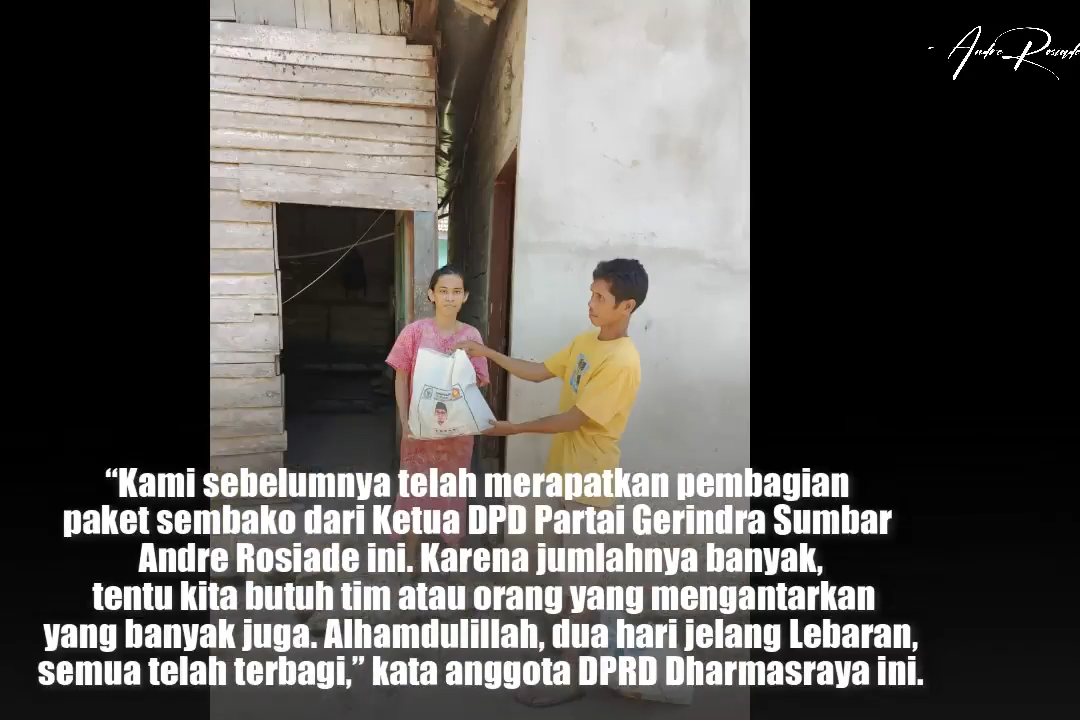 - Andre Rosiade
“Kami sebelumnya telah merapatkan pembagian
paket sembako dari Ketua DPD Partai Gerindra Sumbar
Andre Rosiade ini. Karena jumlahnya banyak,
tentu kita butuh tim atau orang yang mengantarkan
yang banyak juga. Alhamdulillah, dua hari jelang Lebaran,
semua telah terbagi,” kata anggota DPRD Dharmasraya ini.